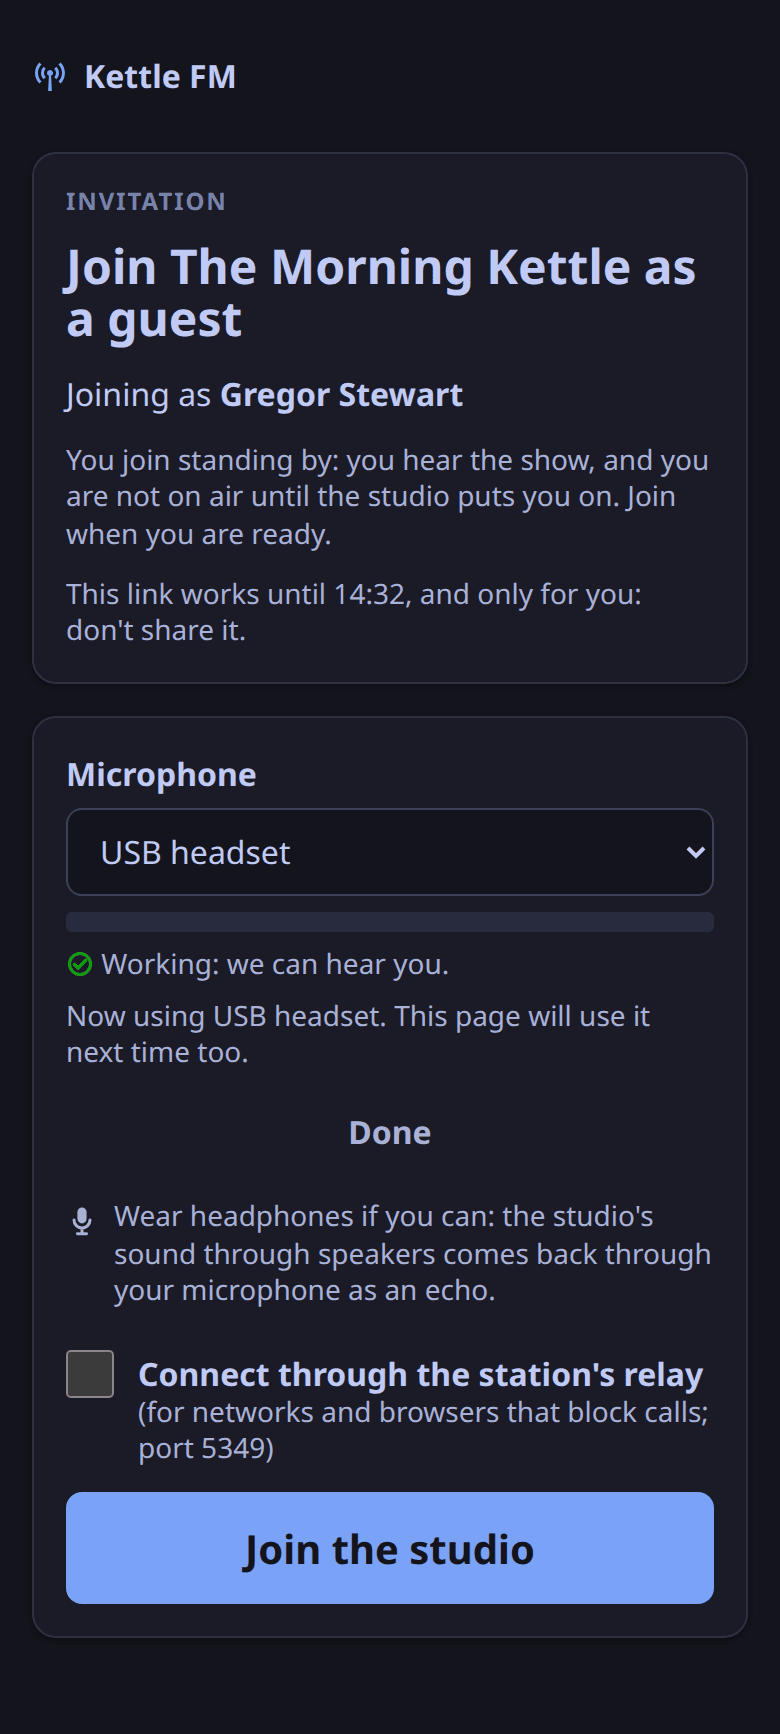 Kettle FM
INVITATION
Join The Morning Kettle as
a guest
Joining as Gregor Stewart
You join standing by: you hear the show, and you
are not on air until the studio puts you on. Join
when you are ready.
This link works until 14:32, and only for you:
don't share it.
Microphone
USB headset
Working: we can hear you.
Now using USB headset. This page will use it
next time too.
Done
Wear headphones if you can: the studio's
sound through speakers comes back through
your microphone as an echo.
Connect through the station's relay
(for networks and browsers that block calls;
port 5349)
Join the studio